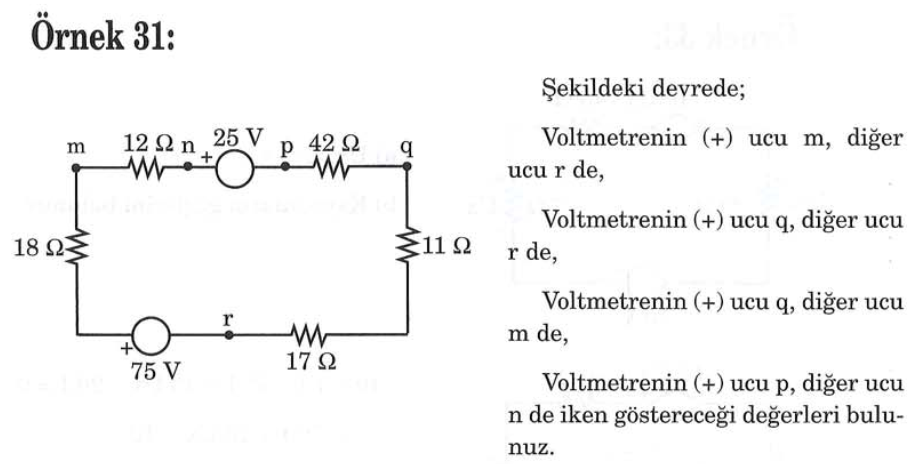 Örnek 31:
Şekildeki devrede;
Voltmetrenin (+) ucu m, diğer
ucu r de,
Voltmetrenin (+) ucu q, diğer ucu
r de,
Voltmetrenin (+) ucu q, diğer ucu
m de,
Voltmetrenin (+) ucu p, diğer ucu
n de iken göstereceği değerleri bulu-
nuz.
m 12 Ω n + 25 V p 42 Ω q
18 Ω 11 Ω
+ 75 V r 17 Ω